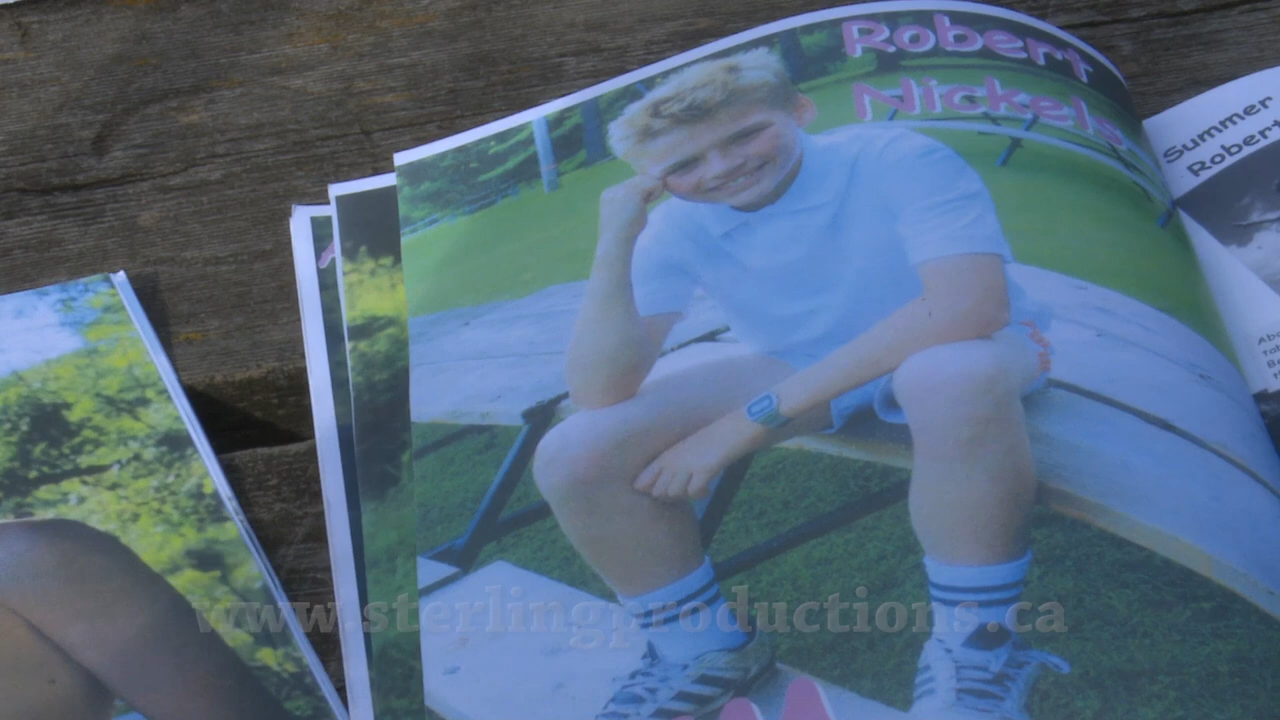 Robert
Nickels
Summer
Robert
www.sterlingproductions.ca